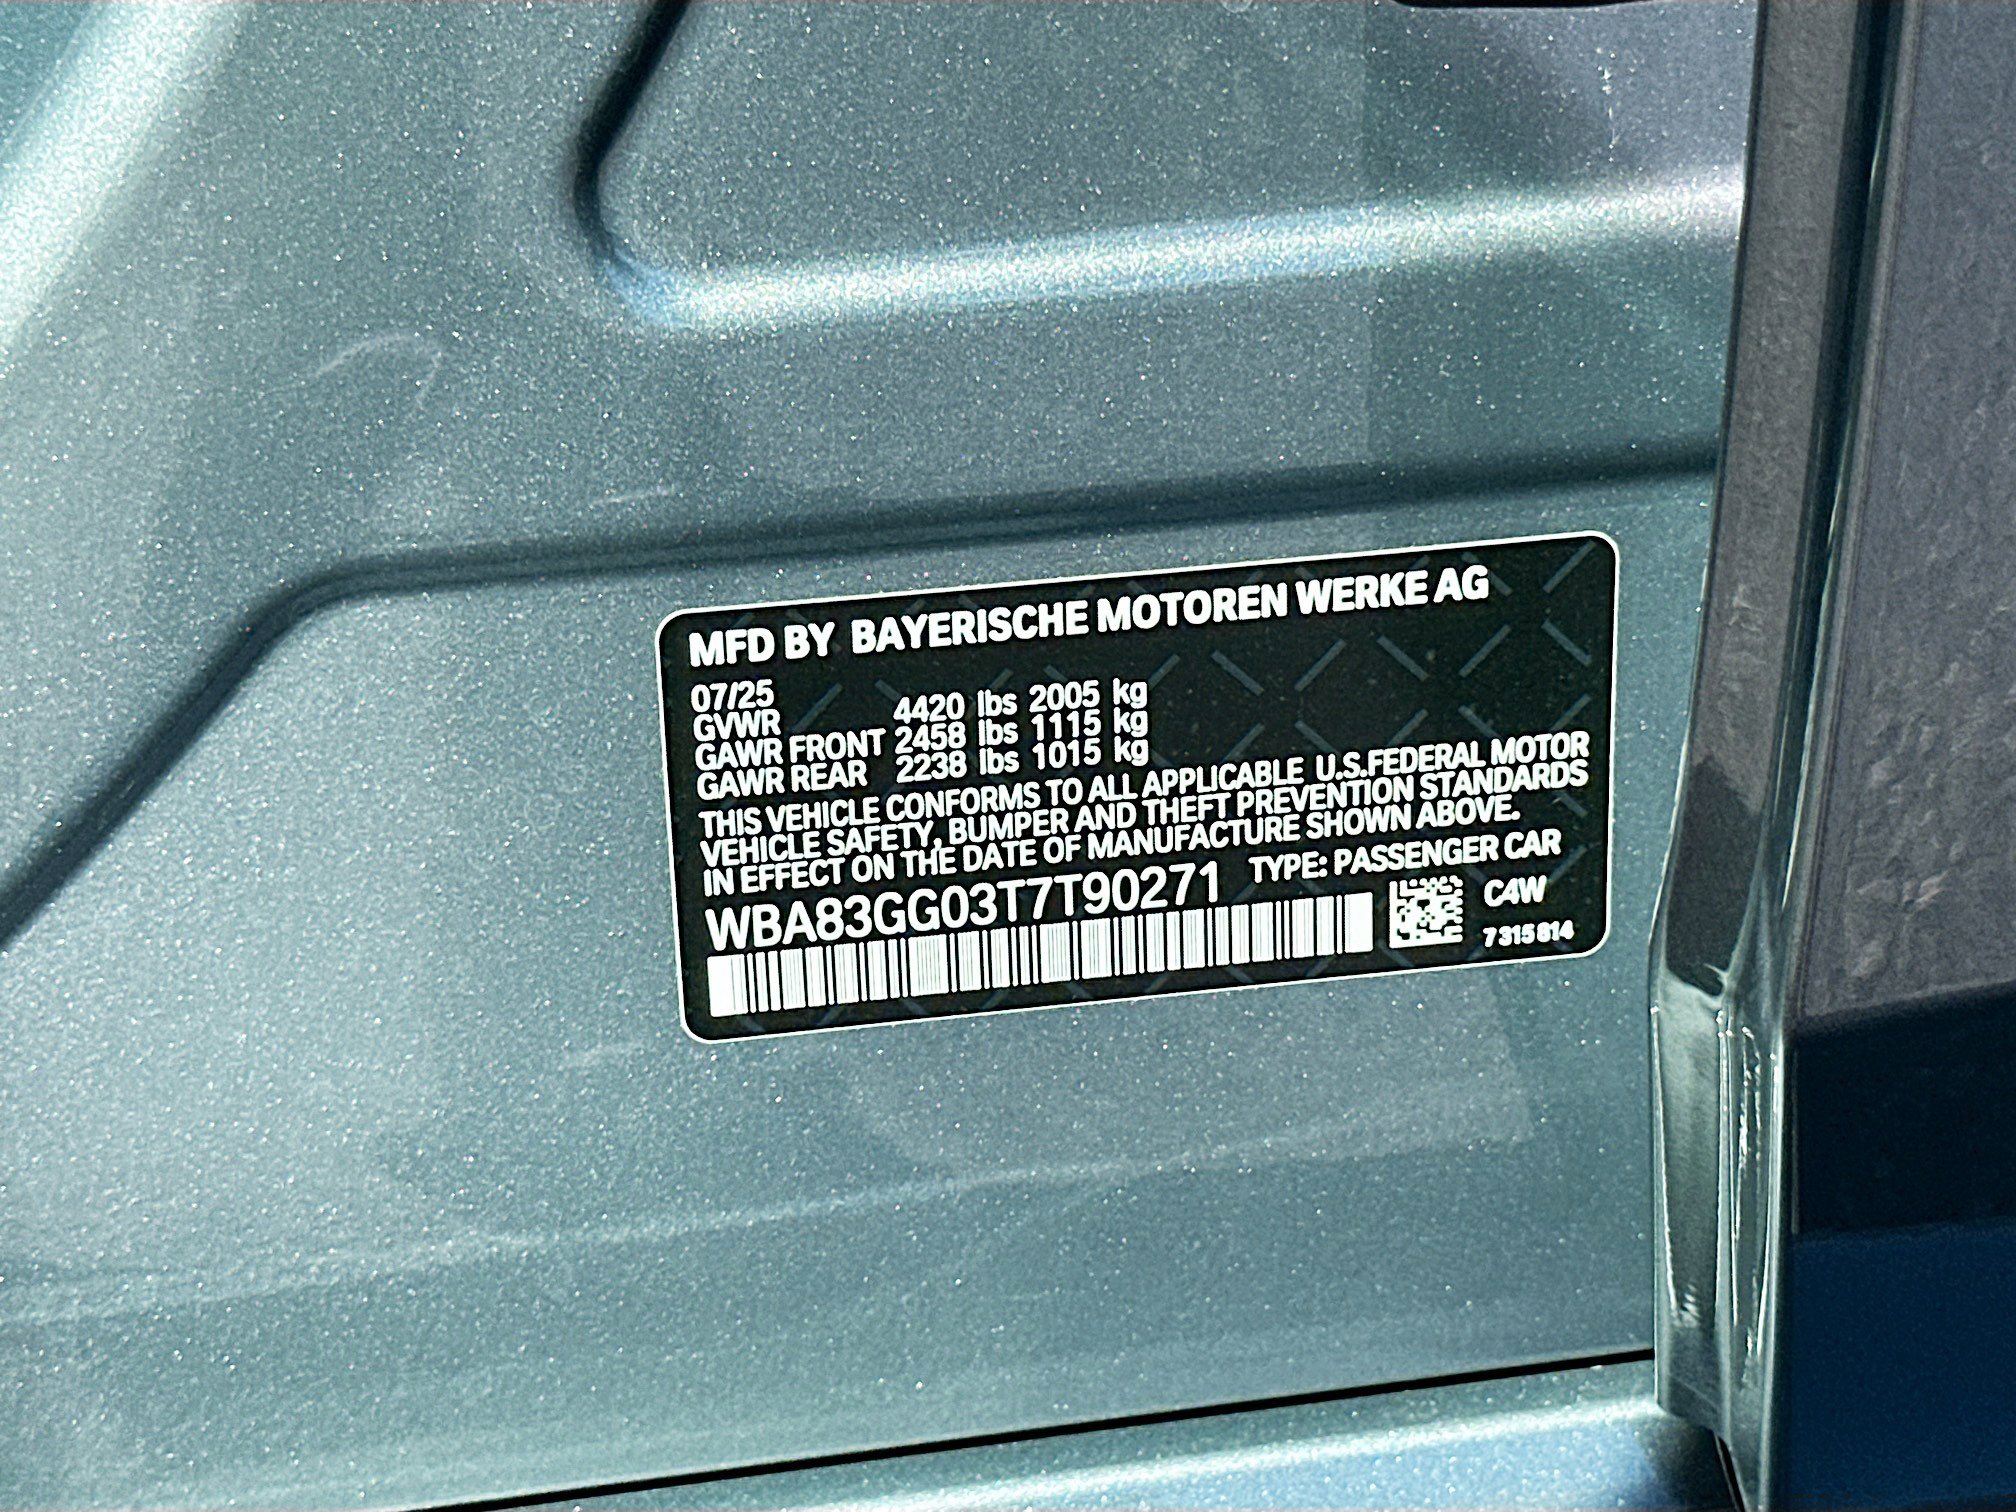 MFD BY BAYERISCHE MOTOREN WERKE AG
07/25
GVWR 4420 lbs 2005 kg
GAWR FRONT 2458 lbs 1115 kg
GAWR REAR 2238 lbs 1015 kg
THIS VEHICLE CONFORMS TO ALL APPLICABLE U.S.FEDERAL MOTOR
VEHICLE SAFETY, BUMPER AND THEFT PREVENTION STANDARDS
IN EFFECT ON THE DATE OF MANUFACTURE SHOWN ABOVE.
WBA83GG03T7T90271 TYPE: PASSENGER CAR
C4W
7315814